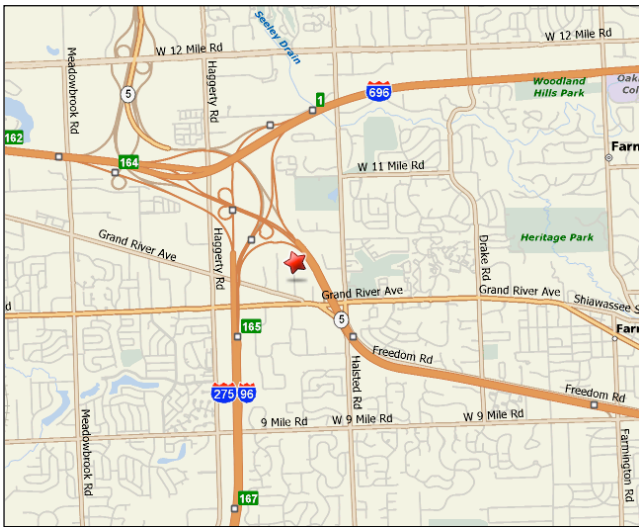 Seeley Drain
W 12 Mile Rd
W 12 Mile Rd
Meadowbrook Rd
Haggerty Rd
5
1
696
Woodland
Hills Park
Oak
Col
162
164
W 11 Mile Rd
Farm
Grand River Ave
Haggerty Rd
Drake Rd
Heritage Park
Grand River Ave
Grand River Ave
Shiawassee S
d
5
165
Freedom Rd
Farm
Halsted Rd
275
96
Freedom Rd
Meadowbrook Rd
9 Mile Rd
W 9 Mile Rd
W 9 Mile Rd
Farmington Rd
167